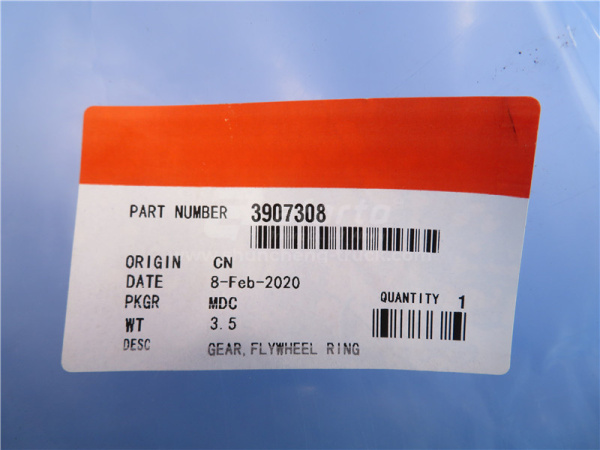 PART NUMBER 3907308
ORIGIN CN
DATE 8-Feb-2020
PKGR MDC
QUANTITY 1
WT 3.5
DESC GEAR,FLYWHEEL RING